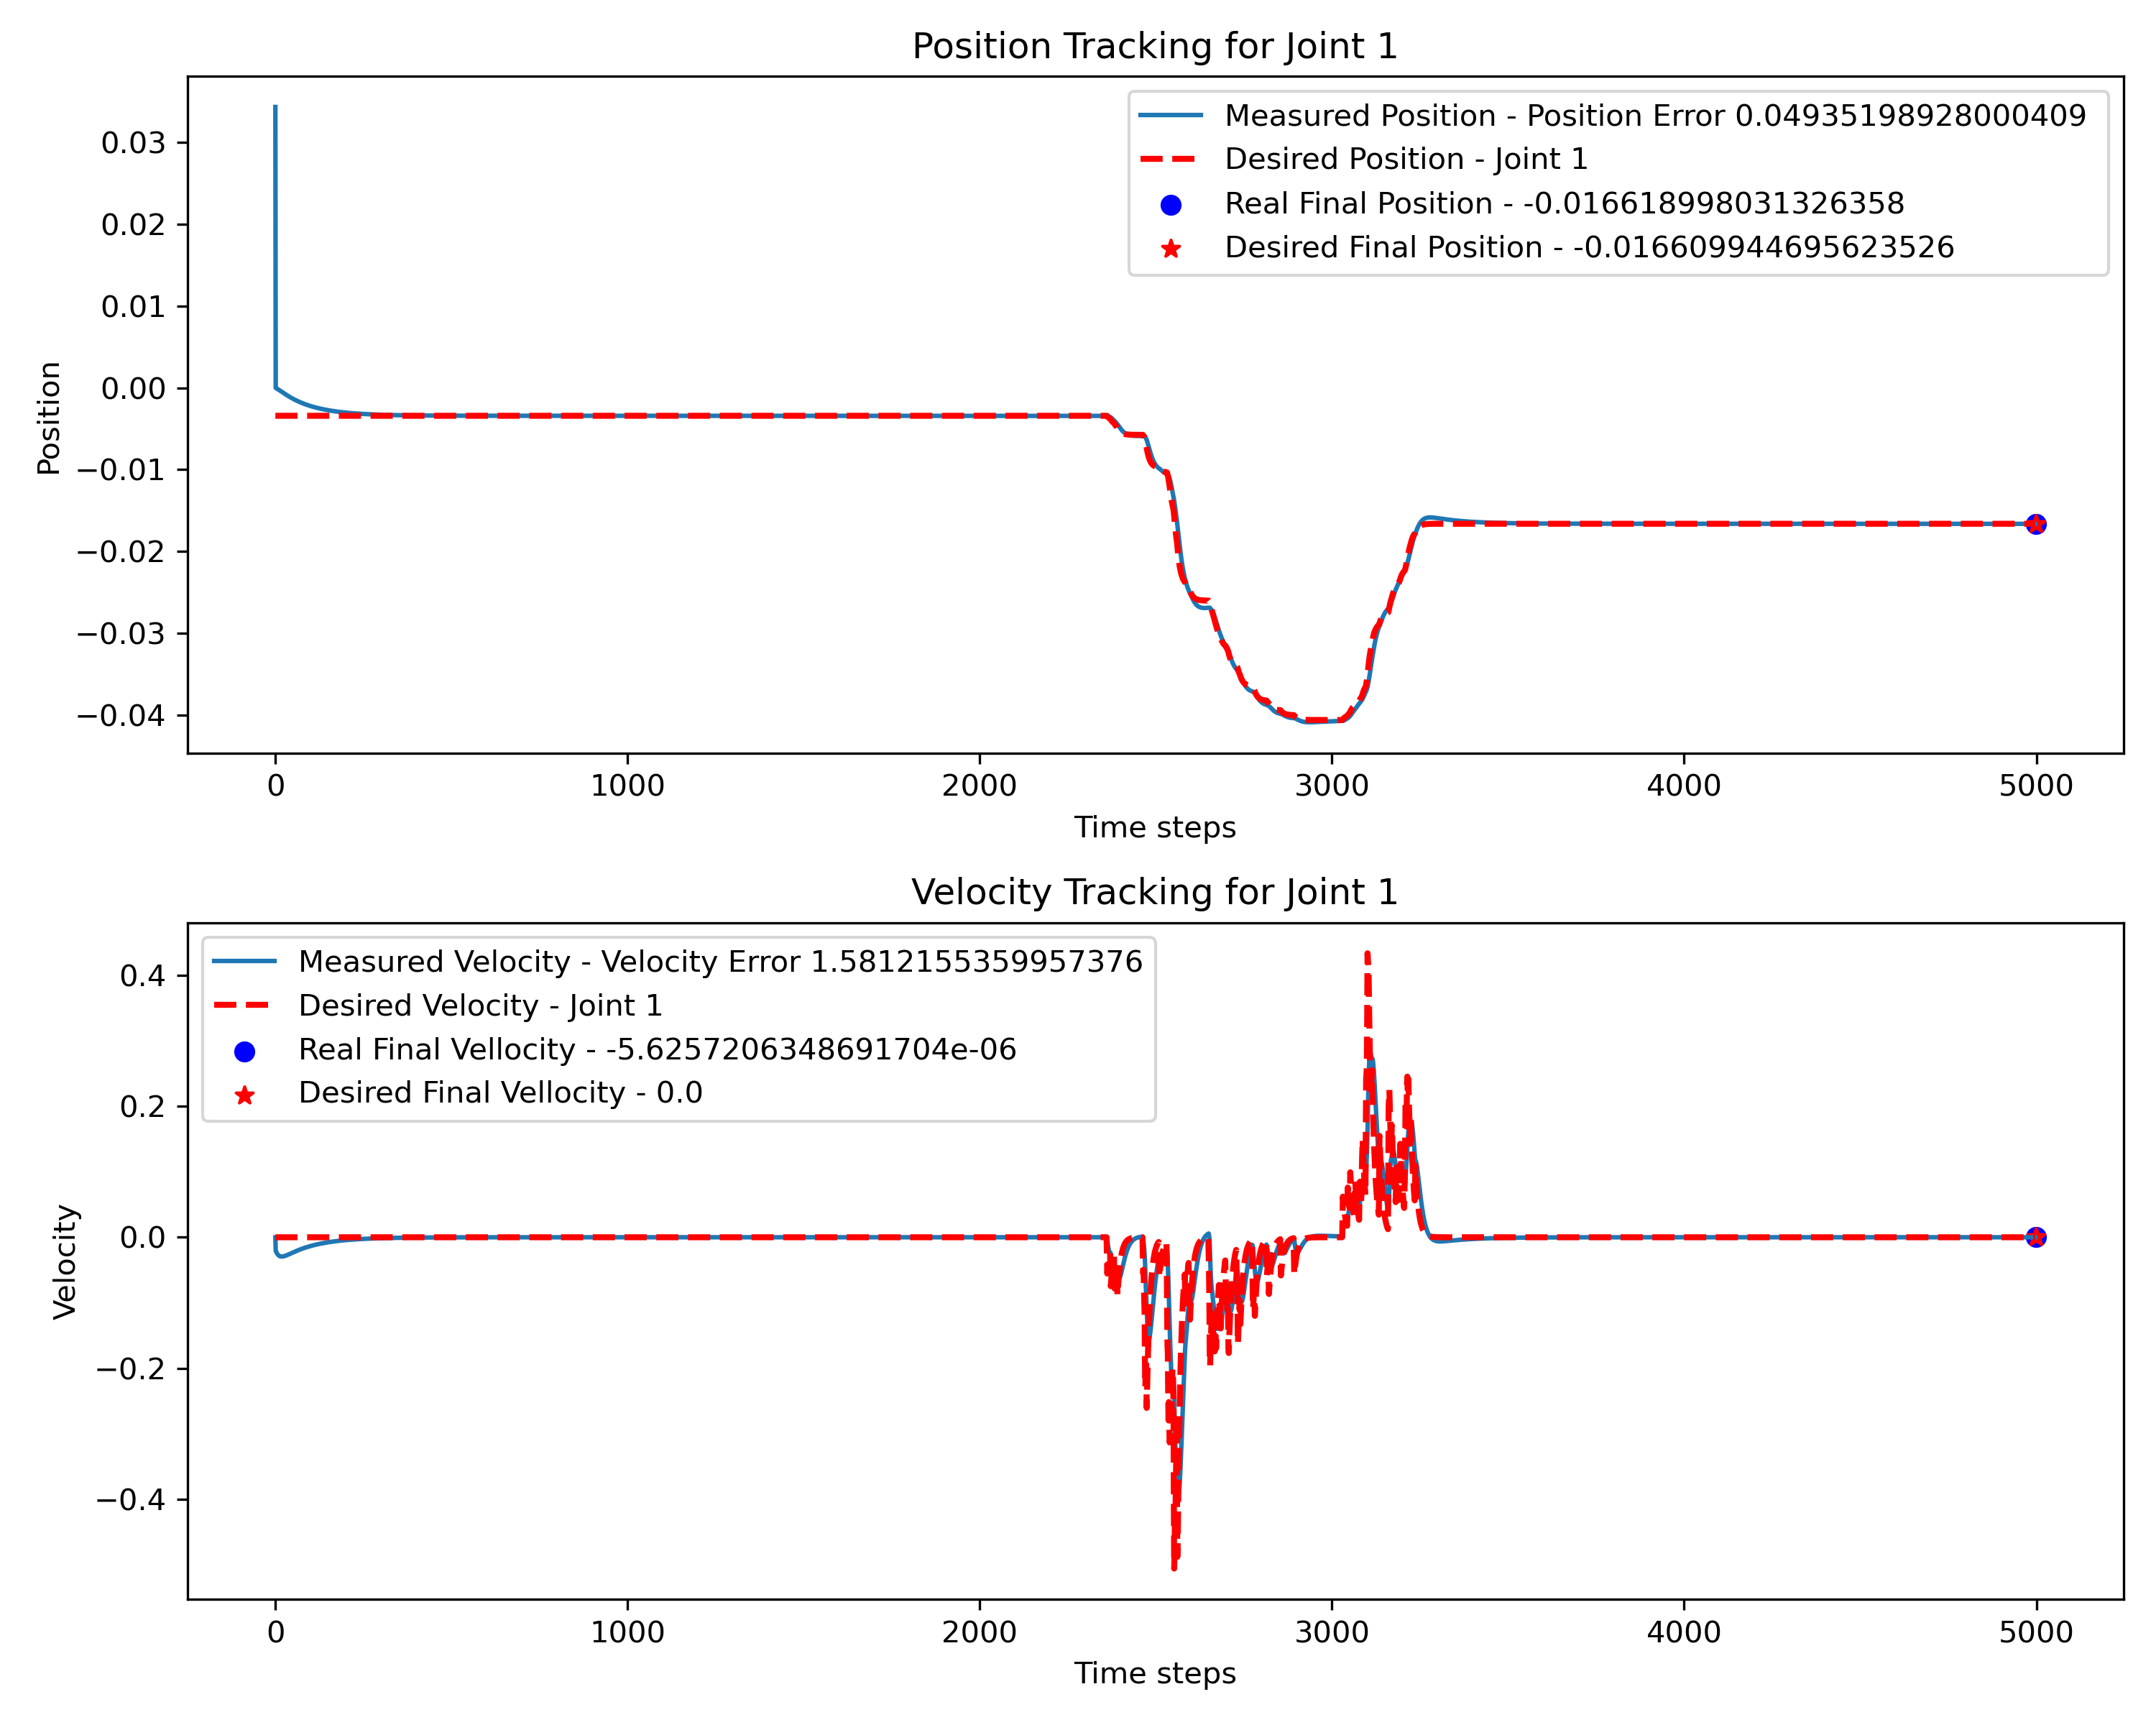 Position Tracking for Joint 1
Measured Position - Position Error 0.04935198928000409
Desired Position - Joint 1
Real Final Position - -0.016618998031326358
Desired Final Position - -0.016609944695623526
0.03
0.02
0.01
0.00
−0.01
−0.02
−0.03
−0.04
Position
0 1000 2000 3000 4000 5000
Time steps
Velocity Tracking for Joint 1
Measured Velocity - Velocity Error 1.5812155359957376
Desired Velocity - Joint 1
Real Final Vellocity - -5.6257206348691704e-06
Desired Final Vellocity - 0.0
0.4
0.2
0.0
−0.2
−0.4
Velocity
0 1000 2000 3000 4000 5000
Time steps